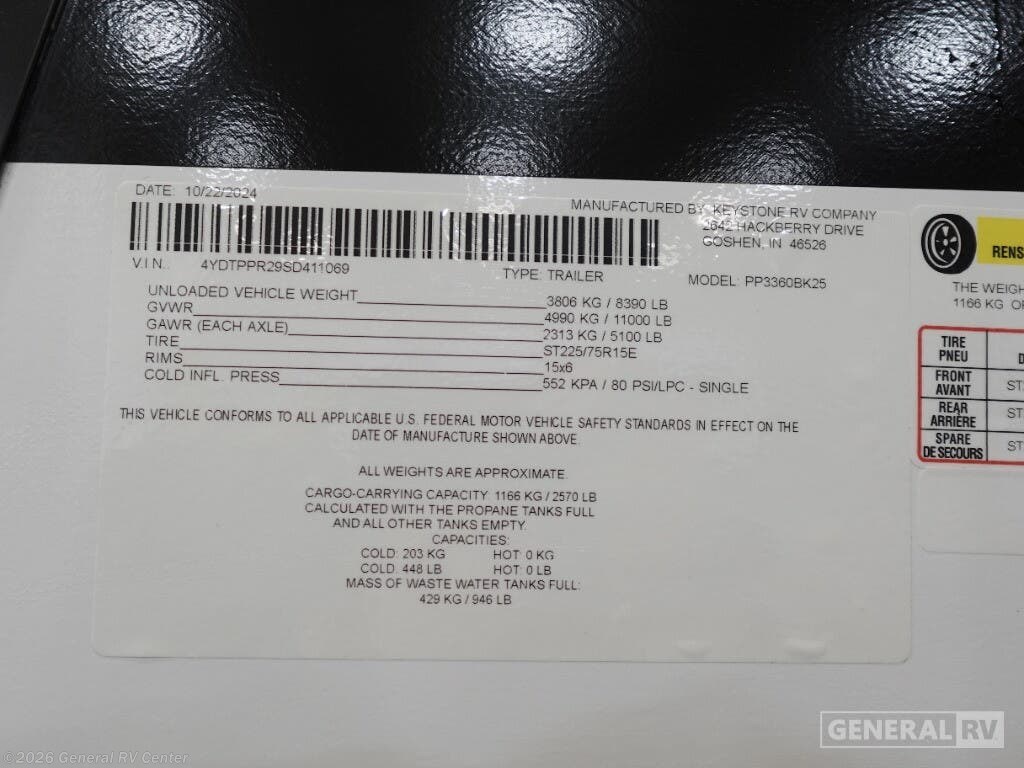 DATE: 10/22/2024
MANUFACTURED BY: KEYSTONE RV COMPANY
2642 HACKBERRY DRIVE
GOSHEN, IN 46526
V.I.N.: 4YDTPPR29SD411069
TYPE: TRAILER
MODEL: PP3360BK25
UNLOADED VEHICLE WEIGHT 3806 KG / 8390 LB
GVWR 4990 KG / 11000 LB
GAWR (EACH AXLE) 2313 KG / 5100 LB
TIRE ST225/75R15E
RIMS 15x6
COLD INFL. PRESS 552 KPA / 80 PSI/LPC - SINGLE
THIS VEHICLE CONFORMS TO ALL APPLICABLE U.S. FEDERAL MOTOR VEHICLE SAFETY STANDARDS IN EFFECT ON THE
DATE OF MANUFACTURE SHOWN ABOVE.
ALL WEIGHTS ARE APPROXIMATE.
CARGO-CARRYING CAPACITY 1166 KG / 2570 LB
CALCULATED WITH THE PROPANE TANKS FULL
AND ALL OTHER TANKS EMPTY.
CAPACITIES:
COLD: 203 KG HOT: 0 KG
COLD: 448 LB HOT: 0 LB
MASS OF WASTE WATER TANKS FULL:
429 KG / 946 LB
RENS
THE WEIGH
1166 KG O
TIRE
PNEU
D
FRONT
AVANT
ST
REAR
ARRIÈRE
ST
SPARE
DE SECOURS
ST
GENERAL RV
©2026 General RV Center